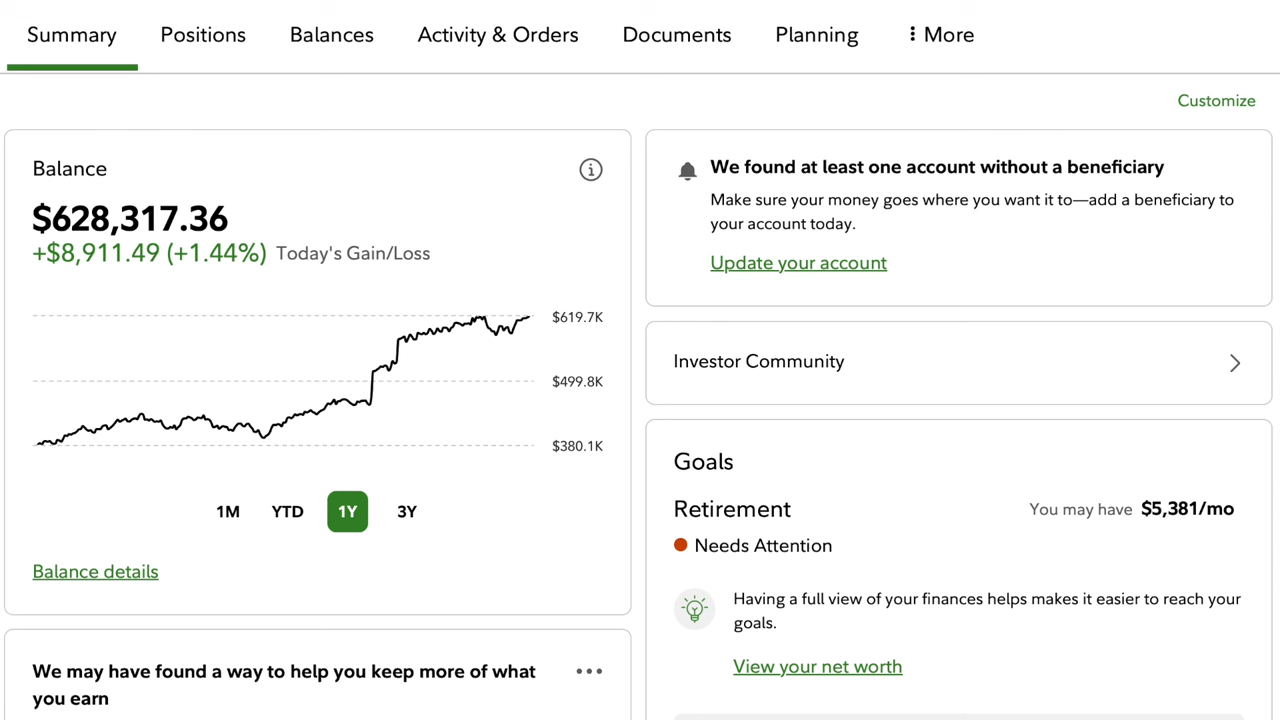 Summary
Positions
Balances
Activity & Orders
Documents
Planning
More
Customize
Balance
$628,317.36
+$8,911.49 (+1.44%) Today's Gain/Loss
$619.7K
$499.8K
$380.1K
1M
YTD
1Y
3Y
Balance details
We may have found a way to help you keep more of what
you earn
We found at least one account without a beneficiary
Make sure your money goes where you want it to—add a beneficiary to
your account today.
Update your account
Investor Community
Goals
Retirement
You may have $5,381/mo
Needs Attention
Having a full view of your finances helps makes it easier to reach your
goals.
View your net worth